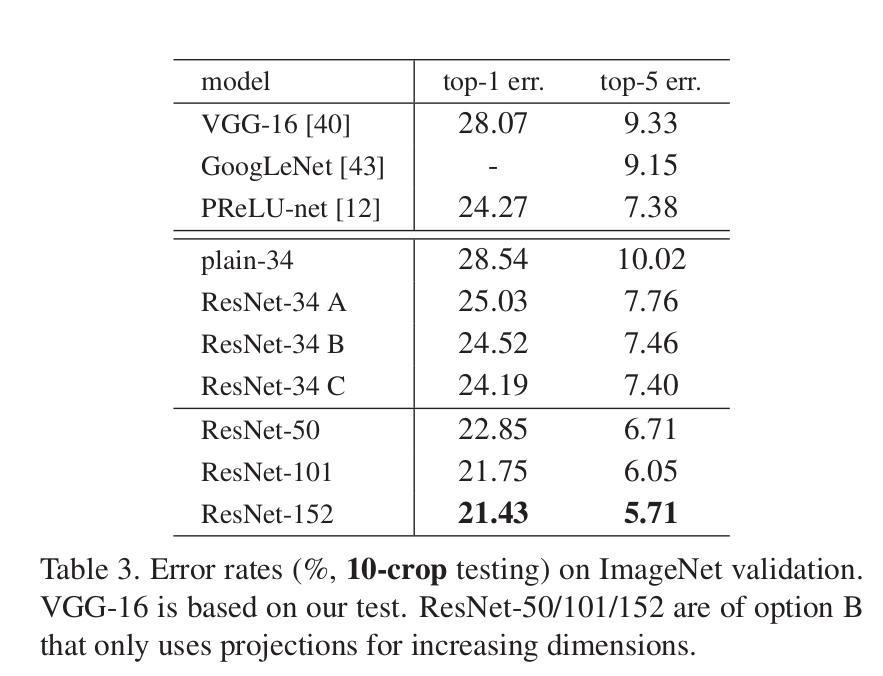 model top-1 err. top-5 err.
VGG-16 [40] 28.07 9.33
GoogLeNet [43] - 9.15
PReLU-net [12] 24.27 7.38
plain-34 28.54 10.02
ResNet-34 A 25.03 7.76
ResNet-34 B 24.52 7.46
ResNet-34 C 24.19 7.40
ResNet-50 22.85 6.71
ResNet-101 21.75 6.05
ResNet-152 21.43 5.71
Table 3. Error rates (%, 10-crop testing) on ImageNet validation.
VGG-16 is based on our test. ResNet-50/101/152 are of option B
that only uses projections for increasing dimensions.